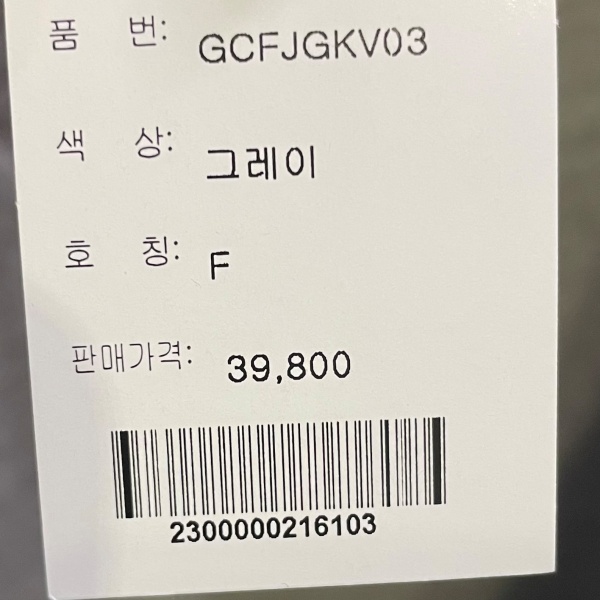 품 번: GCFJGKV03
색 상: 그레이
호 칭: F
판매가격: 39,800
2300000216103